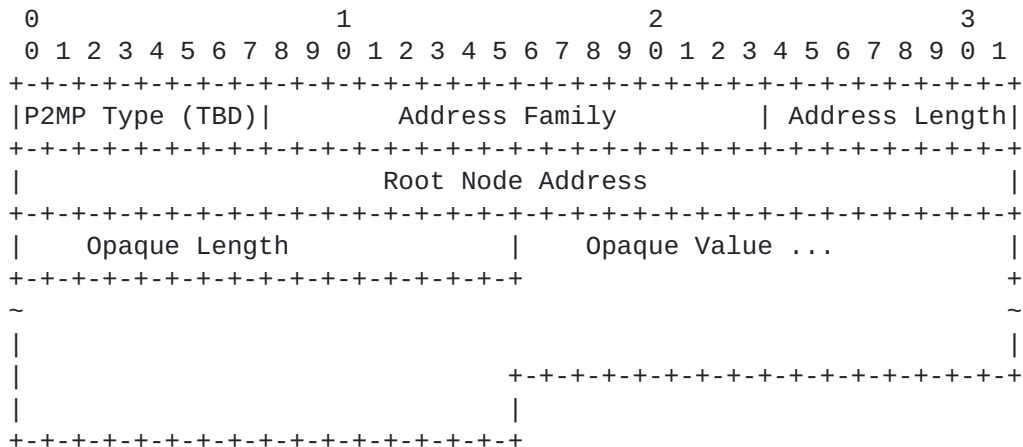 0                   1                   2                   3
 0 1 2 3 4 5 6 7 8 9 0 1 2 3 4 5 6 7 8 9 0 1 2 3 4 5 6 7 8 9 0 1
+-+-+-+-+-+-+-+-+-+-+-+-+-+-+-+-+-+-+-+-+-+-+-+-+-+-+-+-+-+-+-+-+
|P2MP Type (TBD)|        Address Family         | Address Length|
+-+-+-+-+-+-+-+-+-+-+-+-+-+-+-+-+-+-+-+-+-+-+-+-+-+-+-+-+-+-+-+-+
|                       Root Node Address                       |
+-+-+-+-+-+-+-+-+-+-+-+-+-+-+-+-+-+-+-+-+-+-+-+-+-+-+-+-+-+-+-+-+
|    Opaque Length              |    Opaque Value ...           |
+-+-+-+-+-+-+-+-+-+-+-+-+-+-+-+-+                               +
~                                                               ~
|                                                               |
|                               +-+-+-+-+-+-+-+-+-+-+-+-+-+-+-+-+
|                               |
+-+-+-+-+-+-+-+-+-+-+-+-+-+-+-+-+